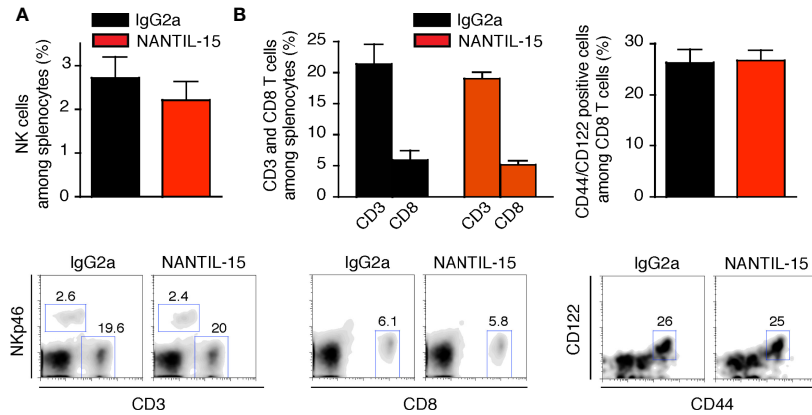 A
IgG2a
NANTIL-15
NK cells
among splenocytes (%)
3
2
1
0
B
IgG2a
NANTIL-15
CD3 and CD8 T cells
among splenocytes (%)
25
20
15
10
5
0
CD3
CD8
CD3
CD8
CD44/CD122 positive cells
among CD8 T cells (%)
30
20
10
0
IgG2a
NANTIL-15
NKp46
2.6
19.6
2.4
20
CD3
IgG2a
NANTIL-15
6.1
5.8
CD8
IgG2a
NANTIL-15
CD122
26
25
CD44